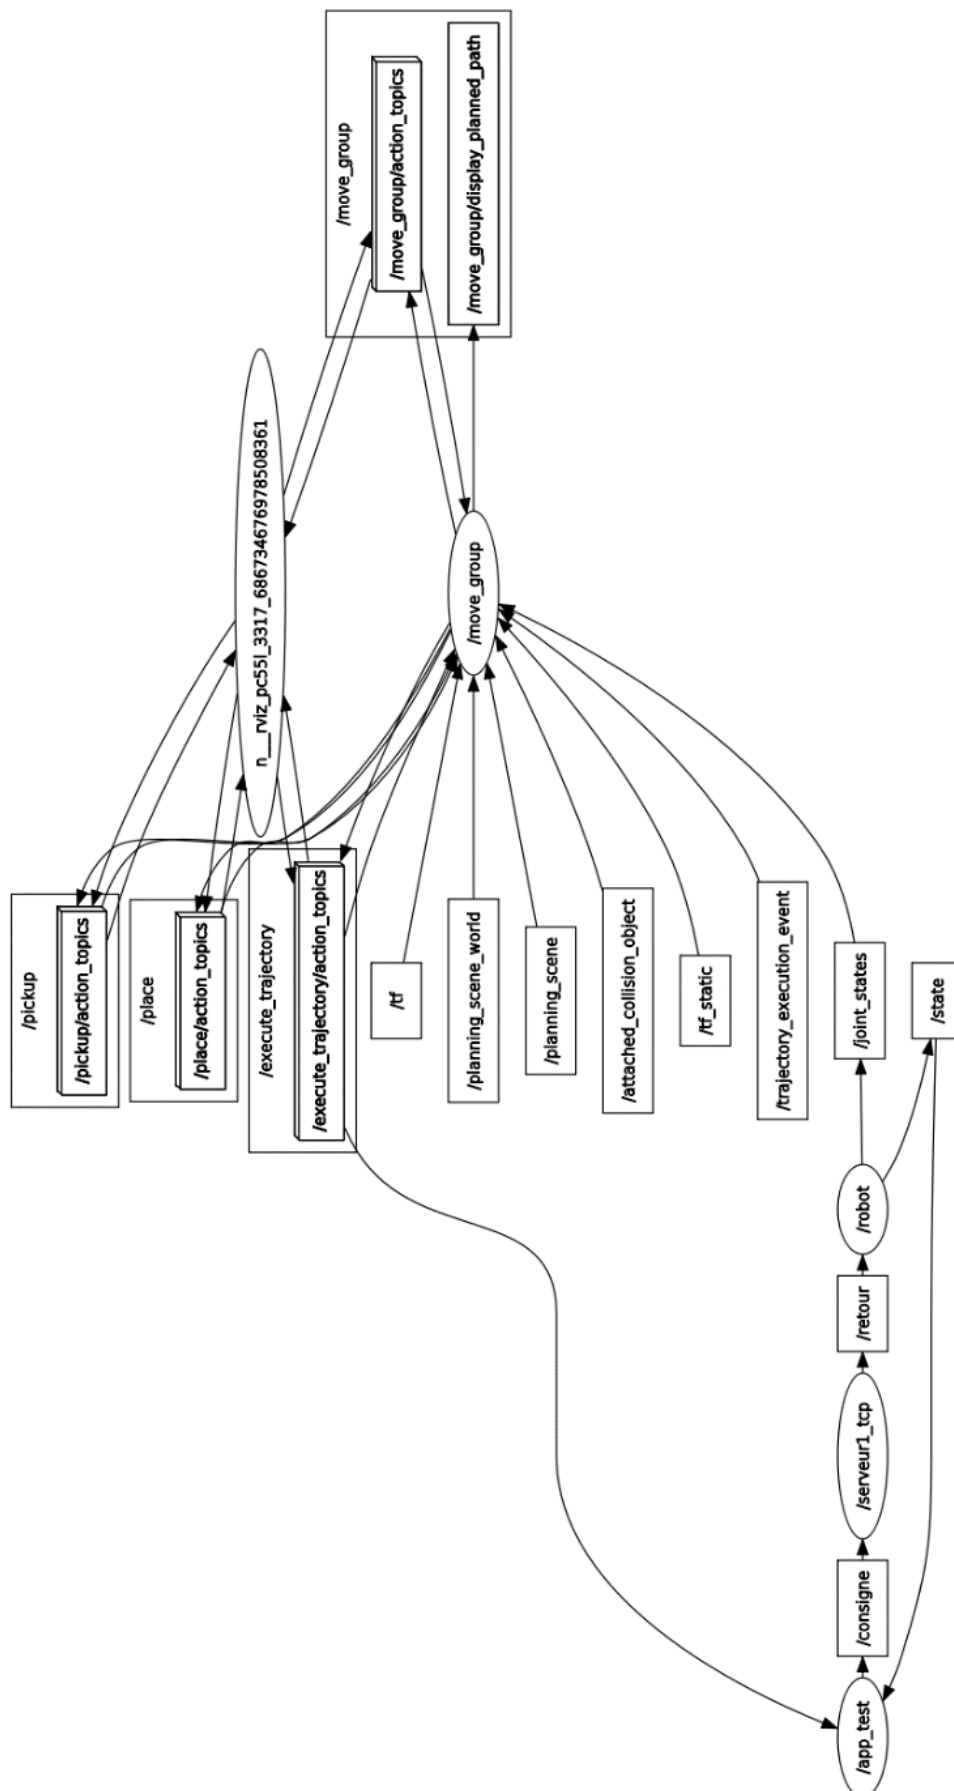 /pickup
/pickup/action_topics
/place
/place/action_topics
/execute_trajectory
/execute_trajectory/action_topics
/tf
/planning_scene_world
/planning_scene
/attached_collision_object
/tf_static
/trajectory_execution_event
/joint_states
/state
/app_test
/consigne
/serveur1_tcp
/retour
/robot
n___rviz_pc55l_3317_6867346769785083​61
/move_group
/move_group
/move_group/action_topics
/move_group/display_planned_path